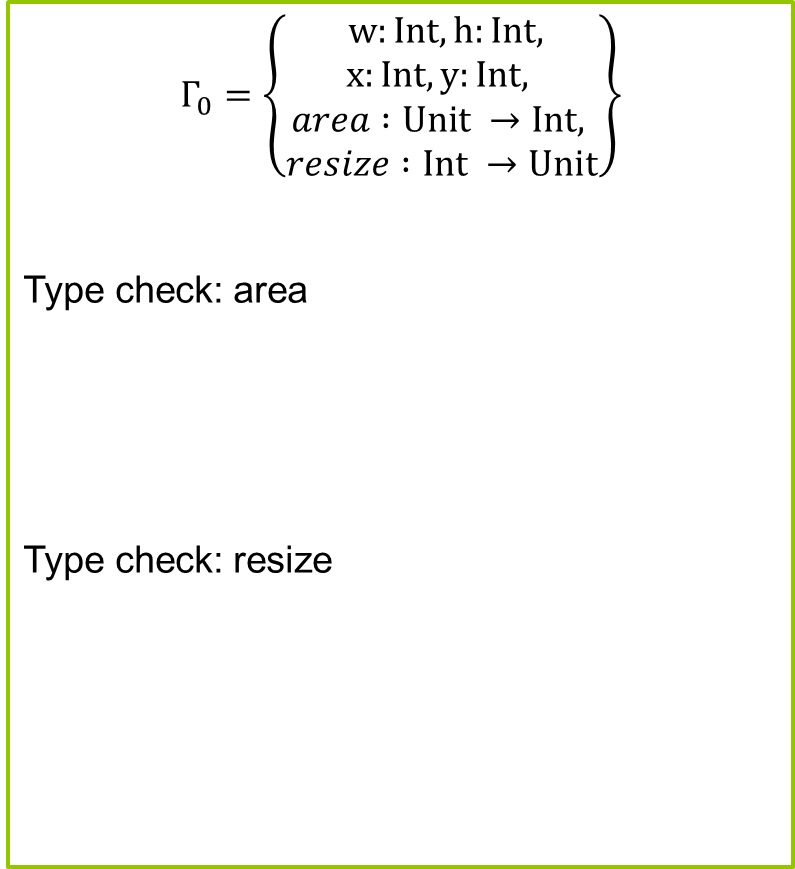 Γ₀ = { w: Int, h: Int,
x: Int, y: Int,
area : Unit → Int,
resize : Int → Unit }
Type check: area
Type check: resize